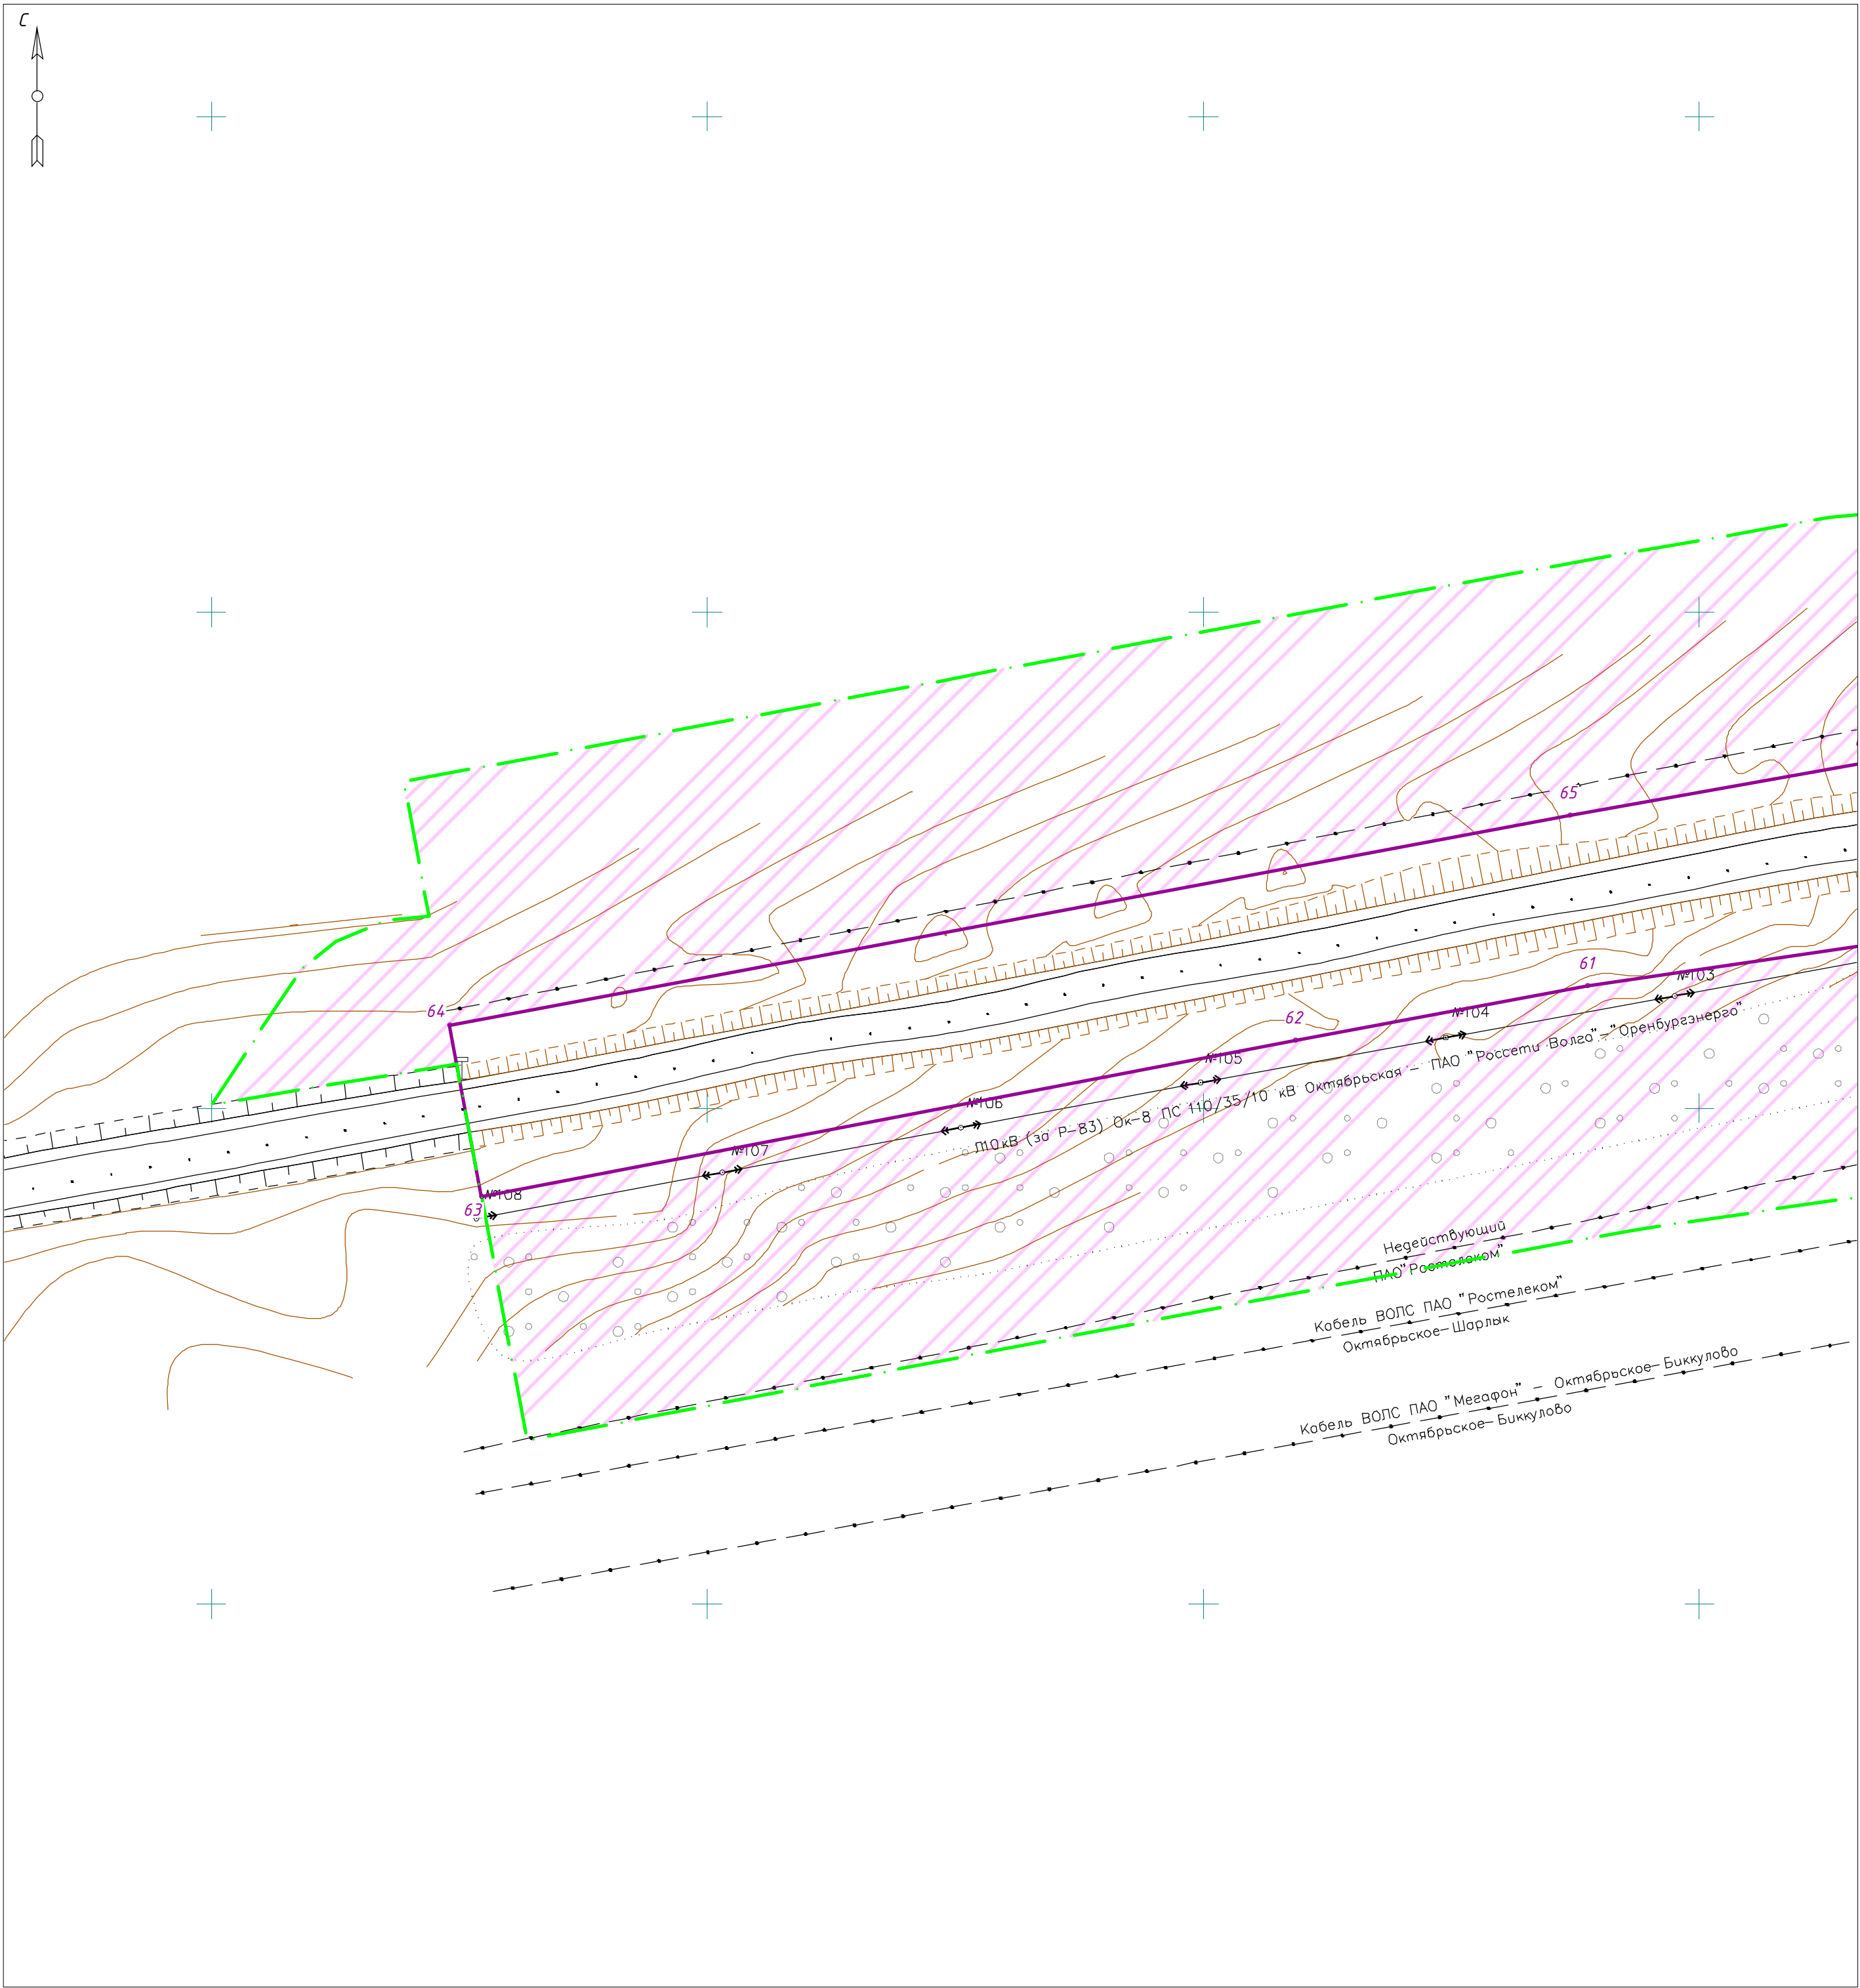 С
65
64
61
№103
62
№104
№105
Л10кВ (за Р-83) Ок-8 ПС 110/35/10 кВ Октябрьская - ПАО "Россети Волга"-"Оренбургэнерго"
№106
№107
№108
63
Недействующий
ПАО"Ростелеком"
Кабель ВОЛС ПАО "Ростелеком"
Октябрьское-Шарлык
Кабель ВОЛС ПАО "Мегафон" - Октябрьское-Биккулово
Октябрьское-Биккулово